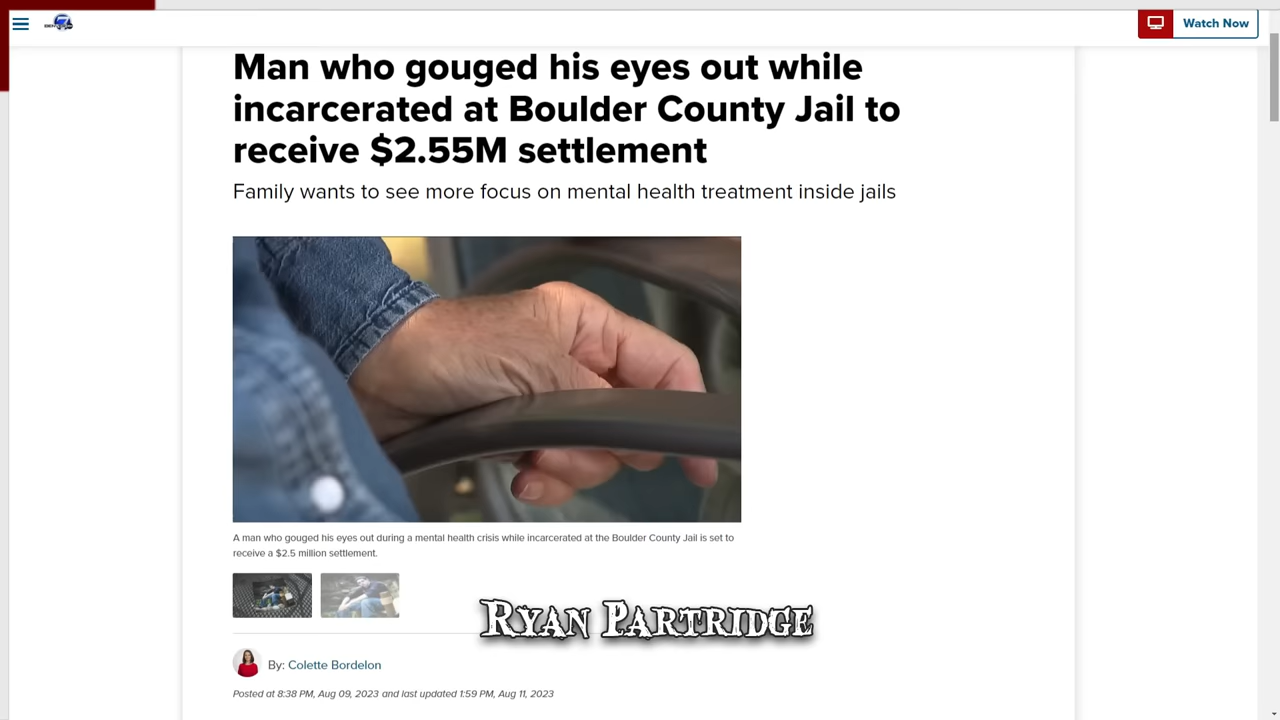 Watch Now
Man who gouged his eyes out while
incarcerated at Boulder County Jail to
receive $2.55M settlement
Family wants to see more focus on mental health treatment inside jails
A man who gouged his eyes out during a mental health crisis while incarcerated at the Boulder County Jail is set to
receive a $2.5 million settlement.
Ryan Partridge
By: Colette Bordelon
Posted at 8:38 PM, Aug 09, 2023 and last updated 1:59 PM, Aug 11, 2023